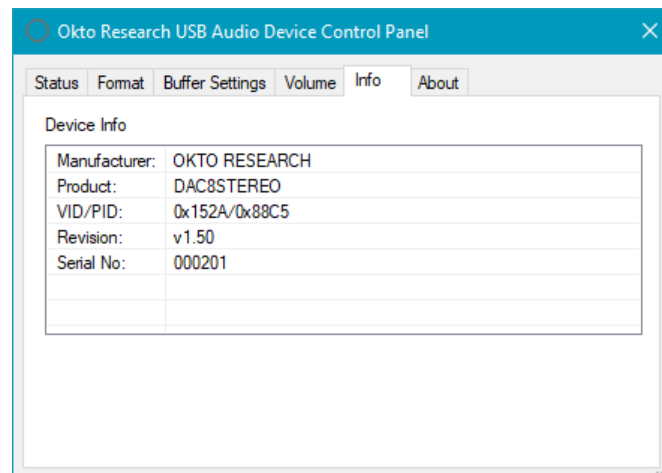 Okto Research USB Audio Device Control Panel
Status Format Buffer Settings Volume Info About
Device Info
Manufacturer: OKTO RESEARCH
Product: DAC8STEREO
VID/PID: 0x152A/0x88C5
Revision: v1.50
Serial No: 000201